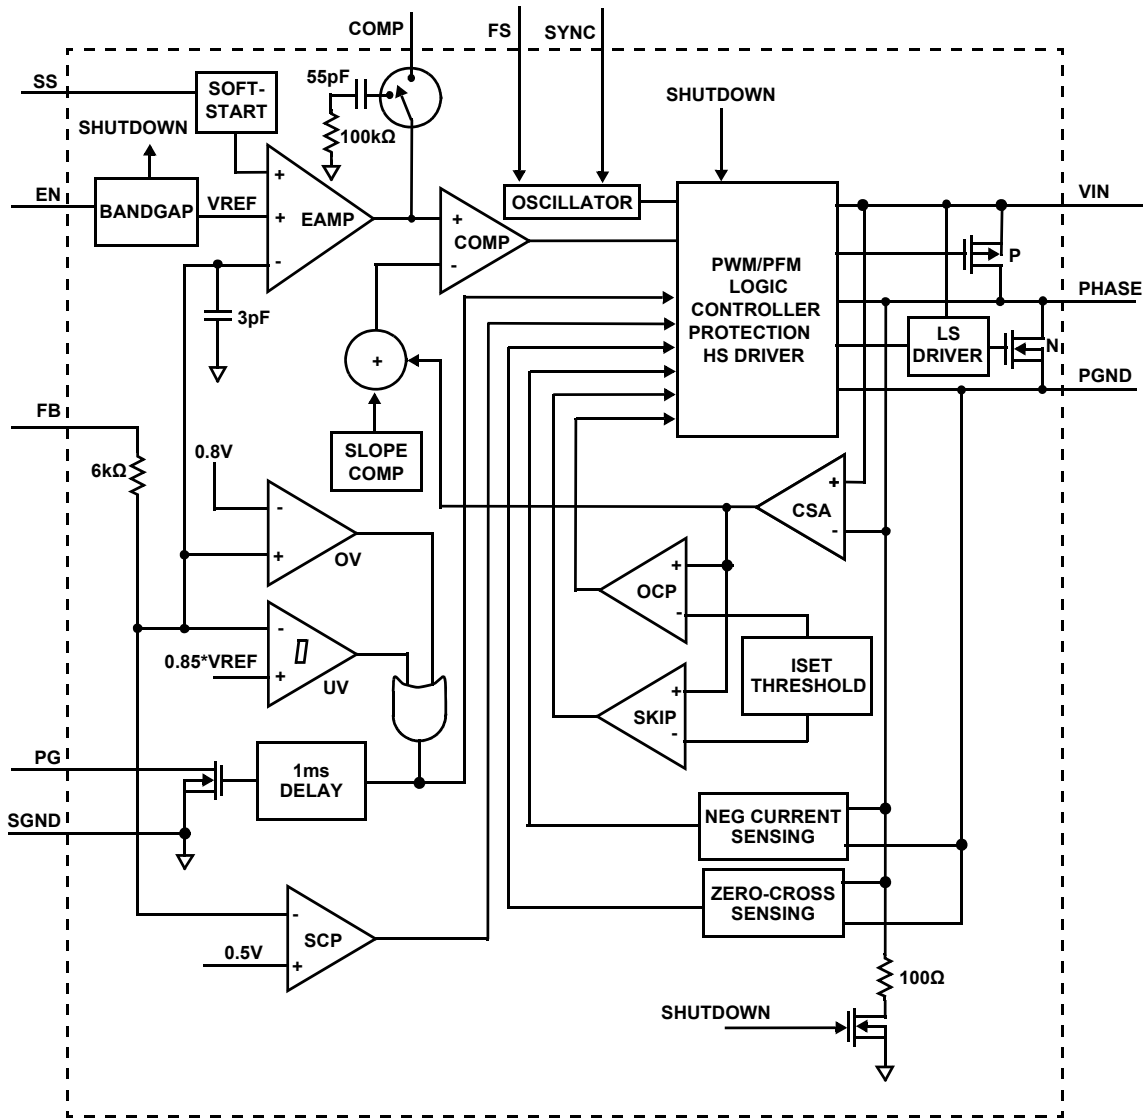 COMP
FS
SYNC
SS
SOFT-
START
55pF
100kΩ
SHUTDOWN
SHUTDOWN
EN
BANDGAP
VREF
+
+
-
EAMP
+
-
COMP
OSCILLATOR
PWM/PFM
LOGIC
CONTROLLER
PROTECTION
HS DRIVER
VIN
P
PHASE
LS
DRIVER
N
PGND
3pF
+
SLOPE
COMP
FB
6kΩ
0.8V
-
+
OV
+
-
CSA
+
-
OCP
-
+
0.85*VREF
UV
ISET
THRESHOLD
+
-
SKIP
PG
1ms
DELAY
SGND
NEG CURRENT
SENSING
ZERO-CROSS
SENSING
-
+
SCP
0.5V
100Ω
SHUTDOWN